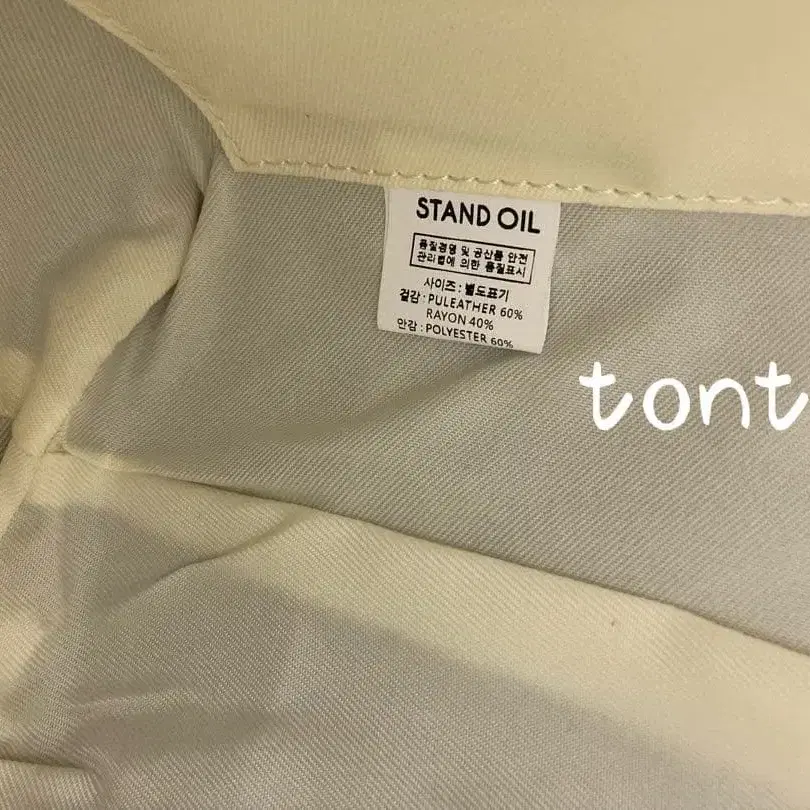 STAND OIL
품질경영 및 공산품 안전
관리법에 의한 품질표시
사이즈 : 별도표기
겉감 : PULEATHER 60%
RAYON 40%
안감 : POLYESTER 60%
tont